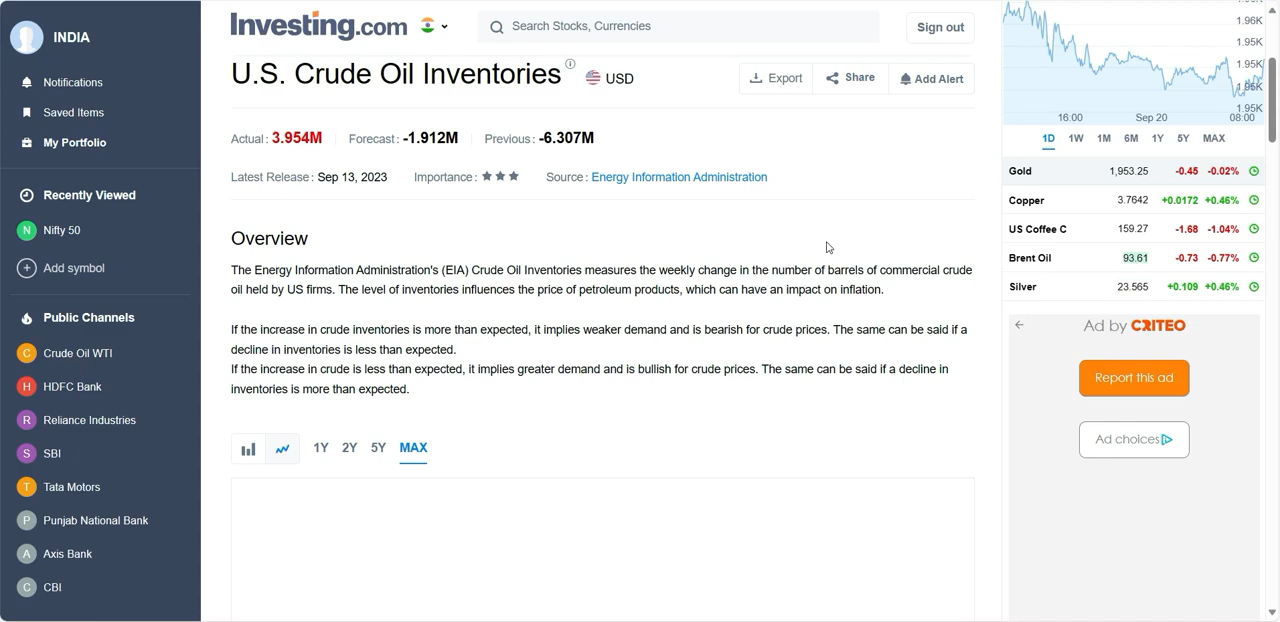 INDIA
Notifications
Saved Items
My Portfolio
Recently Viewed
N Nifty 50
Add symbol
Public Channels
C Crude Oil WTI
H HDFC Bank
R Reliance Industries
S SBI
T Tata Motors
P Punjab National Bank
A Axis Bank
C CBI
Investing.com
Search Stocks, Currencies
Sign out
U.S. Crude Oil Inventories
USD
Export
Share
Add Alert
Actual: 3.954M
Forecast: -1.912M
Previous: -6.307M
Latest Release: Sep 13, 2023
Importance:
Source: Energy Information Administration
Overview
The Energy Information Administration's (EIA) Crude Oil Inventories measures the weekly change in the number of barrels of commercial crude
oil held by US firms. The level of inventories influences the price of petroleum products, which can have an impact on inflation.
If the increase in crude inventories is more than expected, it implies weaker demand and is bearish for crude prices. The same can be said if a
decline in inventories is less than expected.
If the increase in crude is less than expected, it implies greater demand and is bullish for crude prices. The same can be said if a decline in
inventories is more than expected.
1Y 2Y 5Y MAX
1.96K
1.95K
1.95K
1.95K
16:00 Sep 20 08:00
1D 1W 1M 6M 1Y 5Y MAX
Gold 1,953.25 -0.45 -0.02%
Copper 3.7642 +0.0172 +0.46%
US Coffee C 159.27 -1.68 -1.04%
Brent Oil 93.61 -0.73 -0.77%
Silver 23.565 +0.109 +0.46%
Ad by CRITEO
Report this ad
Ad choices